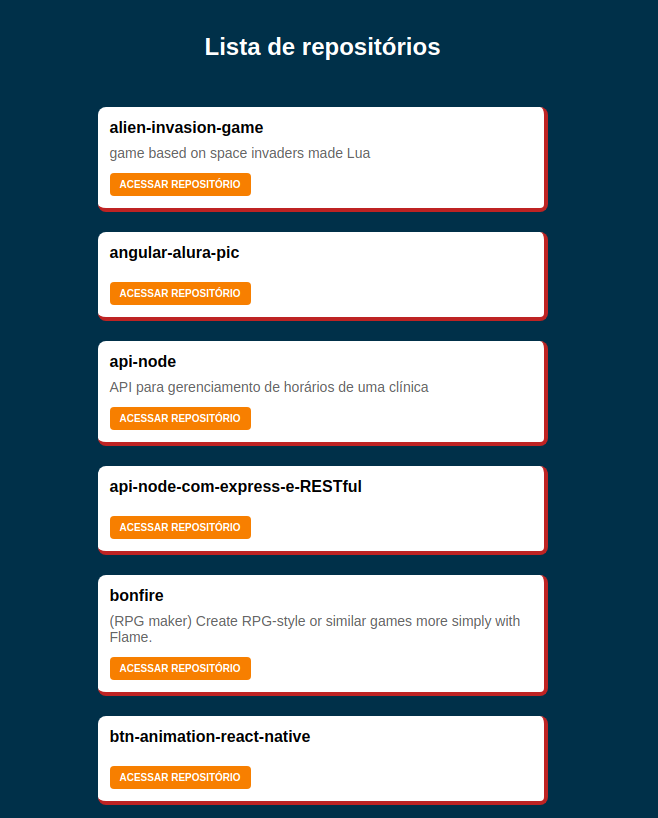 Lista de repositórios
alien-invasion-game
game based on space invaders made Lua
ACESSAR REPOSITÓRIO
angular-alura-pic
ACESSAR REPOSITÓRIO
api-node
API para gerenciamento de horários de uma clínica
ACESSAR REPOSITÓRIO
api-node-com-express-e-RESTful
ACESSAR REPOSITÓRIO
bonfire
(RPG maker) Create RPG-style or similar games more simply with
Flame.
ACESSAR REPOSITÓRIO
btn-animation-react-native
ACESSAR REPOSITÓRIO